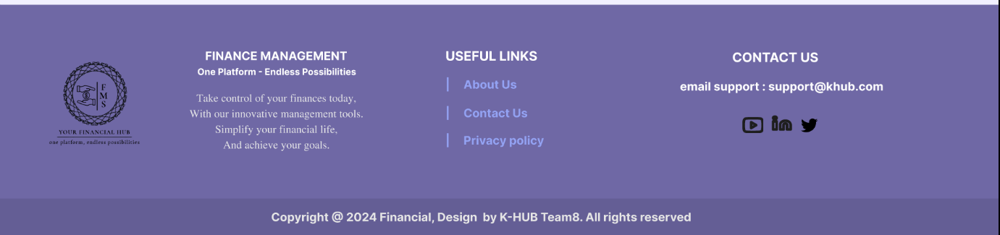 F
M
S
YOUR FINANCIAL HUB
one platform, endless possibilities
FINANCE MANAGEMENT
One Platform - Endless Possibilities
Take control of your finances today,
With our innovative management tools.
Simplify your financial life,
And achieve your goals.
USEFUL LINKS
About Us
Contact Us
Privacy policy
CONTACT US
email support : support@khub.com
in
Copyright @ 2024 Financial, Design by K-HUB Team8. All rights reserved